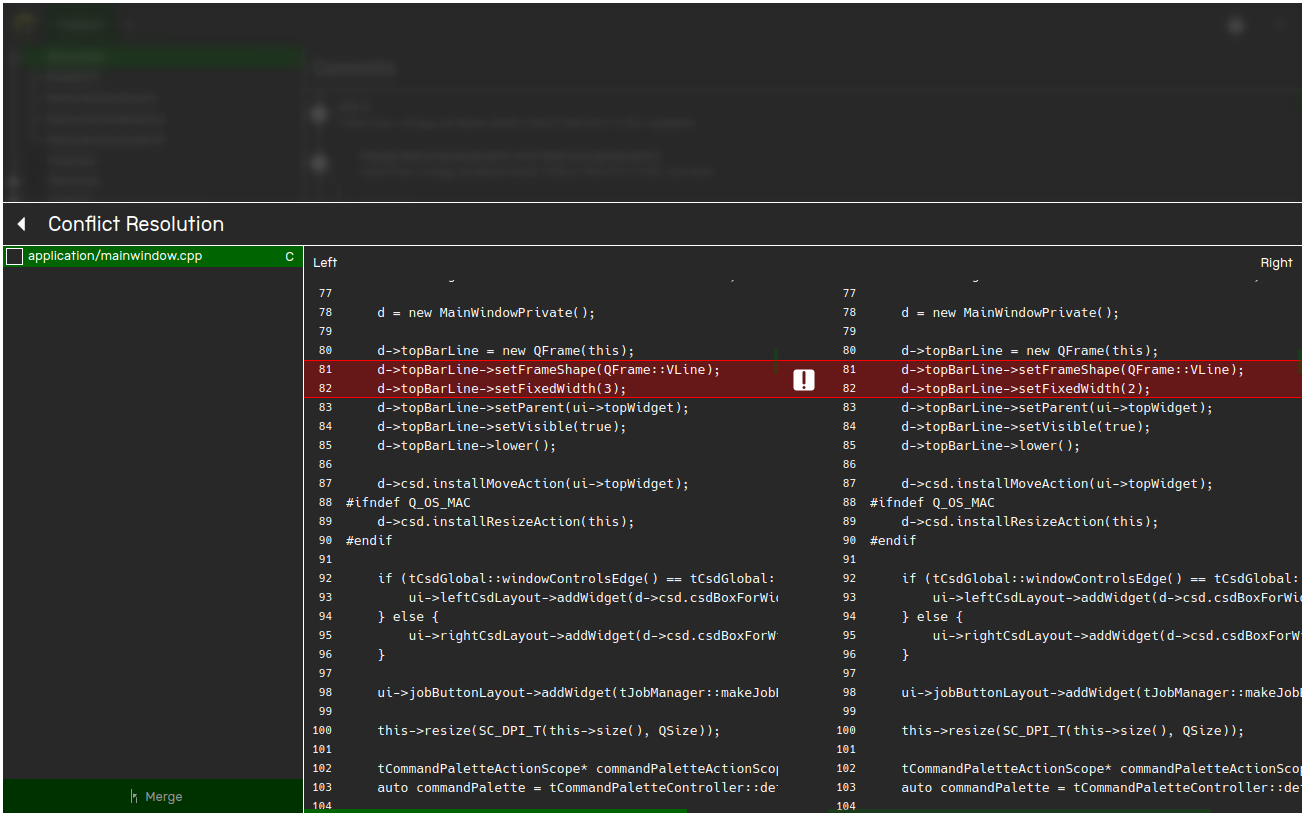 Conflict Resolution
application/mainwindow.cpp C
Merge
Left
77
78 d = new MainWindowPrivate();
79
80 d->topBarLine = new QFrame(this);
81 d->topBarLine->setFrameShape(QFrame::VLine);
82 d->topBarLine->setFixedWidth(3);
83 d->topBarLine->setParent(ui->topWidget);
84 d->topBarLine->setVisible(true);
85 d->topBarLine->lower();
86
87 d->csd.installMoveAction(ui->topWidget);
88 #ifndef Q_OS_MAC
89 d->csd.installResizeAction(this);
90 #endif
91
92 if (tCsdGlobal::windowControlsEdge() == tCsdGlobal:
93 ui->leftCsdLayout->addWidget(d->csd.csdBoxForWi
94 } else {
95 ui->rightCsdLayout->addWidget(d->csd.csdBoxForW
96 }
97
98 ui->jobButtonLayout->addWidget(tJobManager::makeJob
99
100 this->resize(SC_DPI_T(this->size(), QSize));
101
102 tCommandPaletteActionScope* commandPaletteActionSco
103 auto commandPalette = tCommandPaletteController::de
104
!
Right
77
78 d = new MainWindowPrivate();
79
80 d->topBarLine = new QFrame(this);
81 d->topBarLine->setFrameShape(QFrame::VLine);
82 d->topBarLine->setFixedWidth(2);
83 d->topBarLine->setParent(ui->topWidget);
84 d->topBarLine->setVisible(true);
85 d->topBarLine->lower();
86
87 d->csd.installMoveAction(ui->topWidget);
88 #ifndef Q_OS_MAC
89 d->csd.installResizeAction(this);
90 #endif
91
92 if (tCsdGlobal::windowControlsEdge() == tCsdGlobal:
93 ui->leftCsdLayout->addWidget(d->csd.csdBoxForWi
94 } else {
95 ui->rightCsdLayout->addWidget(d->csd.csdBoxForW
96 }
97
98 ui->jobButtonLayout->addWidget(tJobManager::makeJob
99
100 this->resize(SC_DPI_T(this->size(), QSize));
101
102 tCommandPaletteActionScope* commandPaletteActionSco
103 auto commandPalette = tCommandPaletteController::de
104